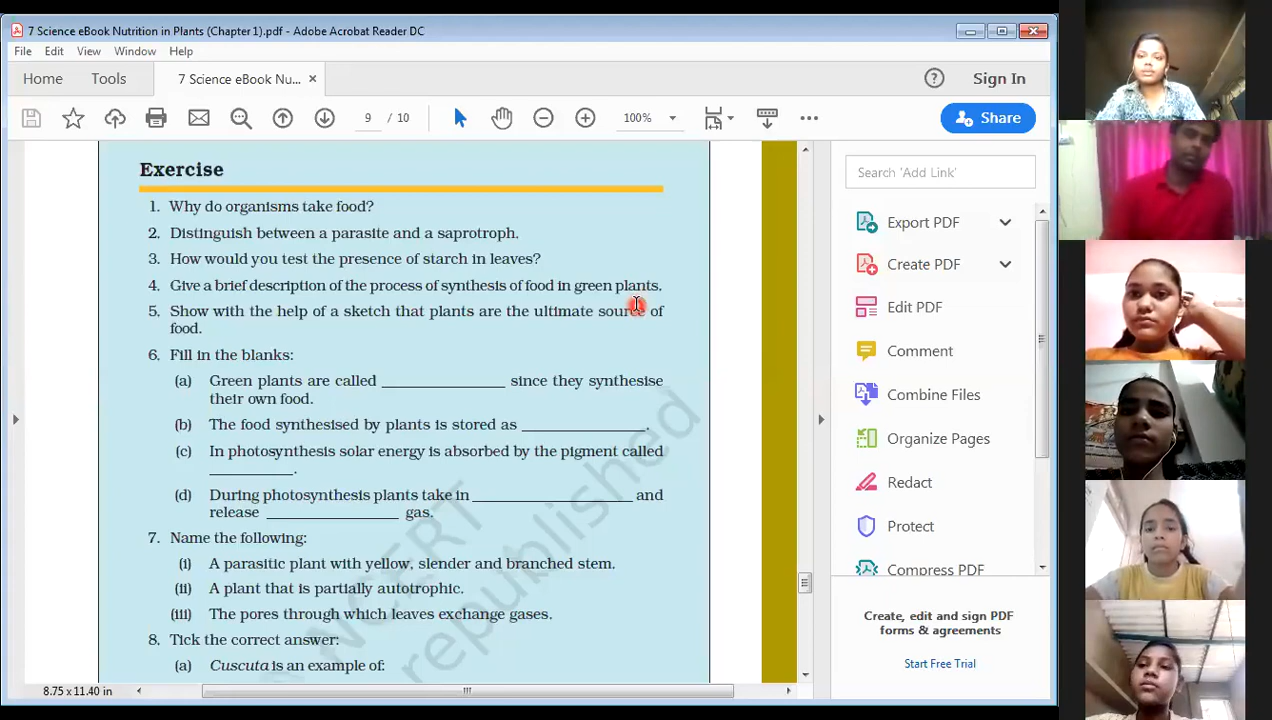 7 Science eBook Nutrition in Plants (Chapter 1).pdf - Adobe Acrobat Reader DC
File Edit View Window Help
Home Tools 7 Science eBook Nu... × Sign In
9 / 10 100% Share
Exercise
1. Why do organisms take food?
2. Distinguish between a parasite and a saprotroph.
3. How would you test the presence of starch in leaves?
4. Give a brief description of the process of synthesis of food in green plants.
5. Show with the help of a sketch that plants are the ultimate source of
food.
6. Fill in the blanks:
(a) Green plants are called ______________ since they synthesise
their own food.
(b) The food synthesised by plants is stored as ______________.
(c) In photosynthesis solar energy is absorbed by the pigment called
__________.
(d) During photosynthesis plants take in __________________ and
release _______________ gas.
7. Name the following:
(i) A parasitic plant with yellow, slender and branched stem.
(ii) A plant that is partially autotrophic.
(iii) The pores through which leaves exchange gases.
8. Tick the correct answer:
(a) Cuscuta is an example of:
NCERT
republished
8.75 x 11.40 in
Search 'Add Link'
Export PDF
Create PDF
Edit PDF
Comment
Combine Files
Organize Pages
Redact
Protect
Compress PDF
Create, edit and sign PDF
forms & agreements
Start Free Trial